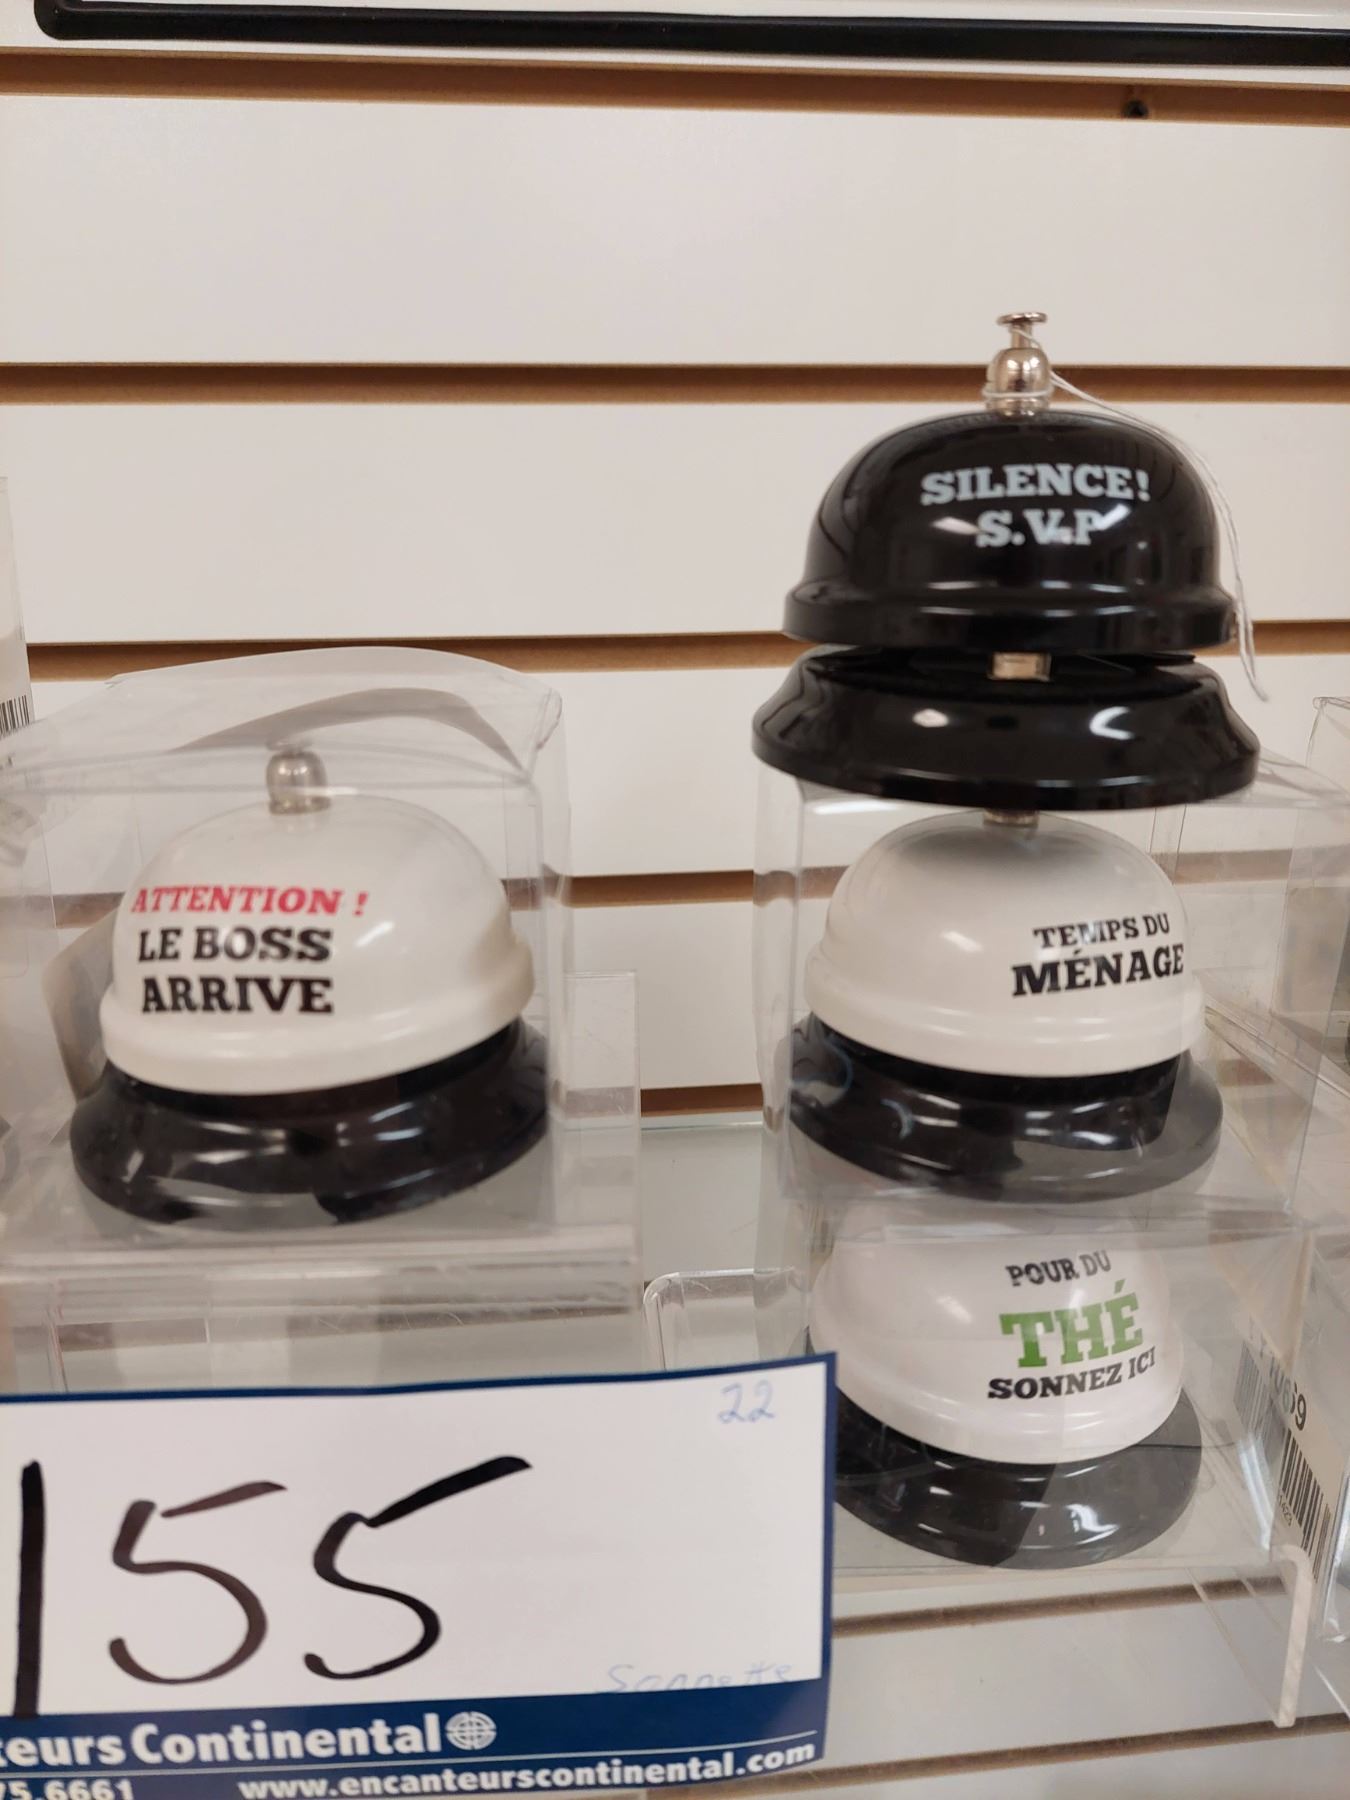 SILENCE!
S.V.P
ATTENTION !
LE BOSS
ARRIVE
TEMPS DU
MÉNAGE
POUR DU
THÉ
SONNEZ ICI
22
155
Sonnette
eurs Continental
75.6661 www.encanteurscontinental.com